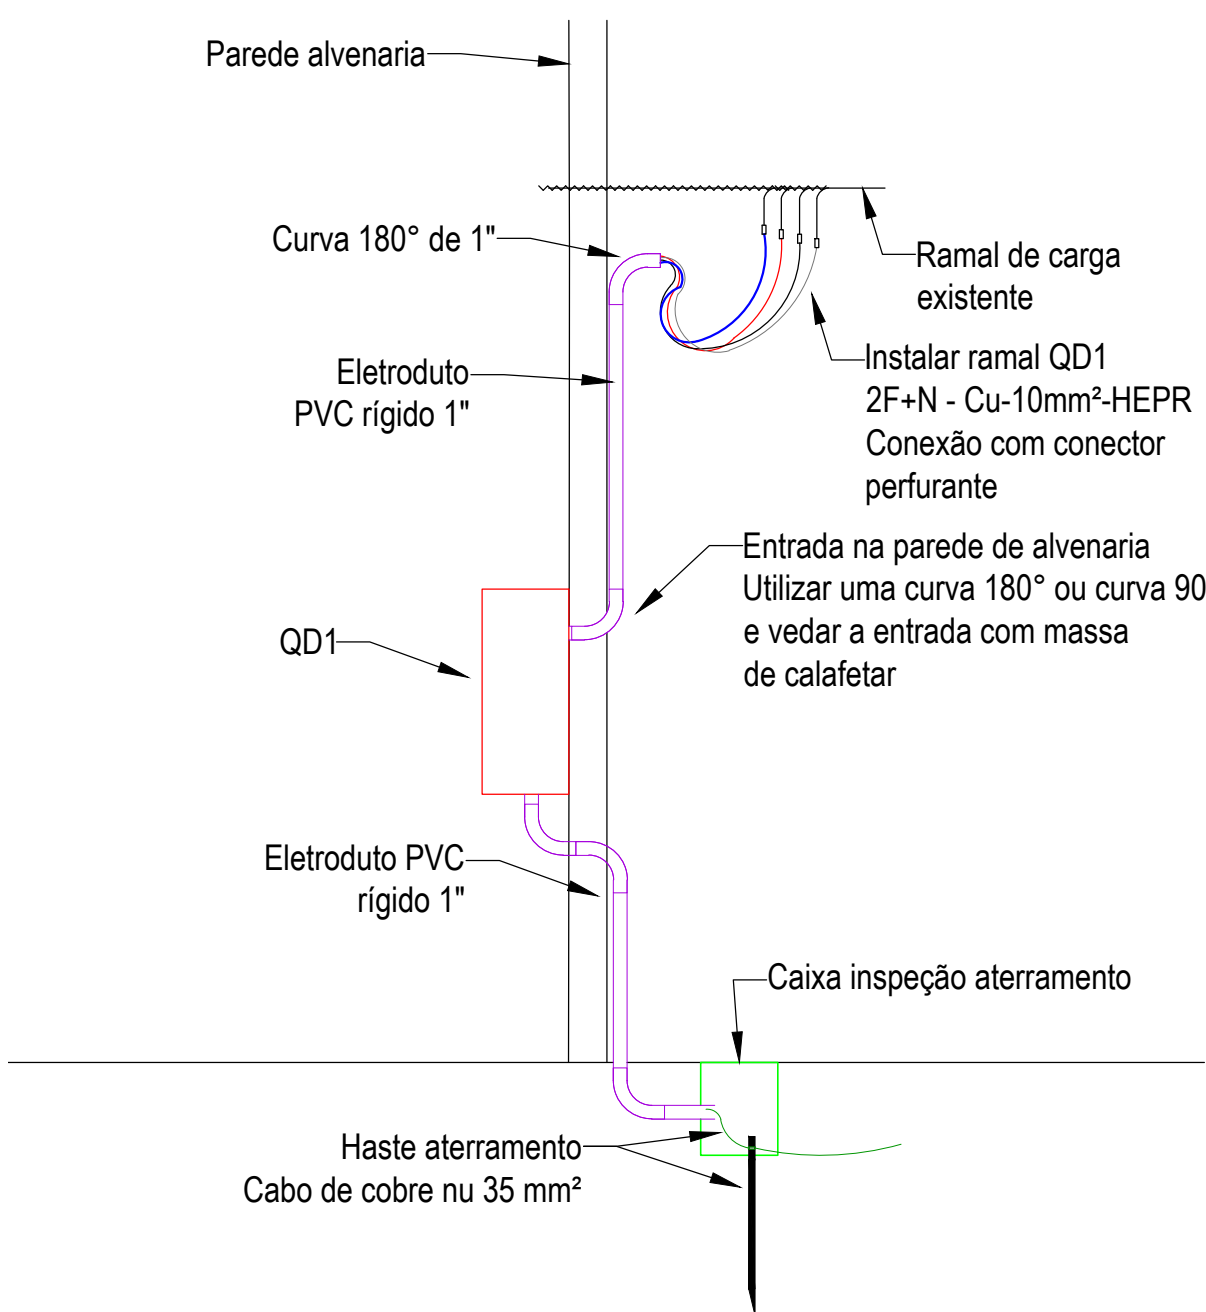 Parede alvenaria
Curva 180° de 1"
Ramal de carga
existente
Eletroduto
PVC rígido 1"
Instalar ramal QD1
2F+N - Cu-10mm²-HEPR
Conexão com conector
perfurante
Entrada na parede de alvenaria
Utilizar uma curva 180° ou curva 90
e vedar a entrada com massa
de calafetar
QD1
Eletroduto PVC
rígido 1"
Caixa inspeção aterramento
Haste aterramento
Cabo de cobre nu 35 mm²